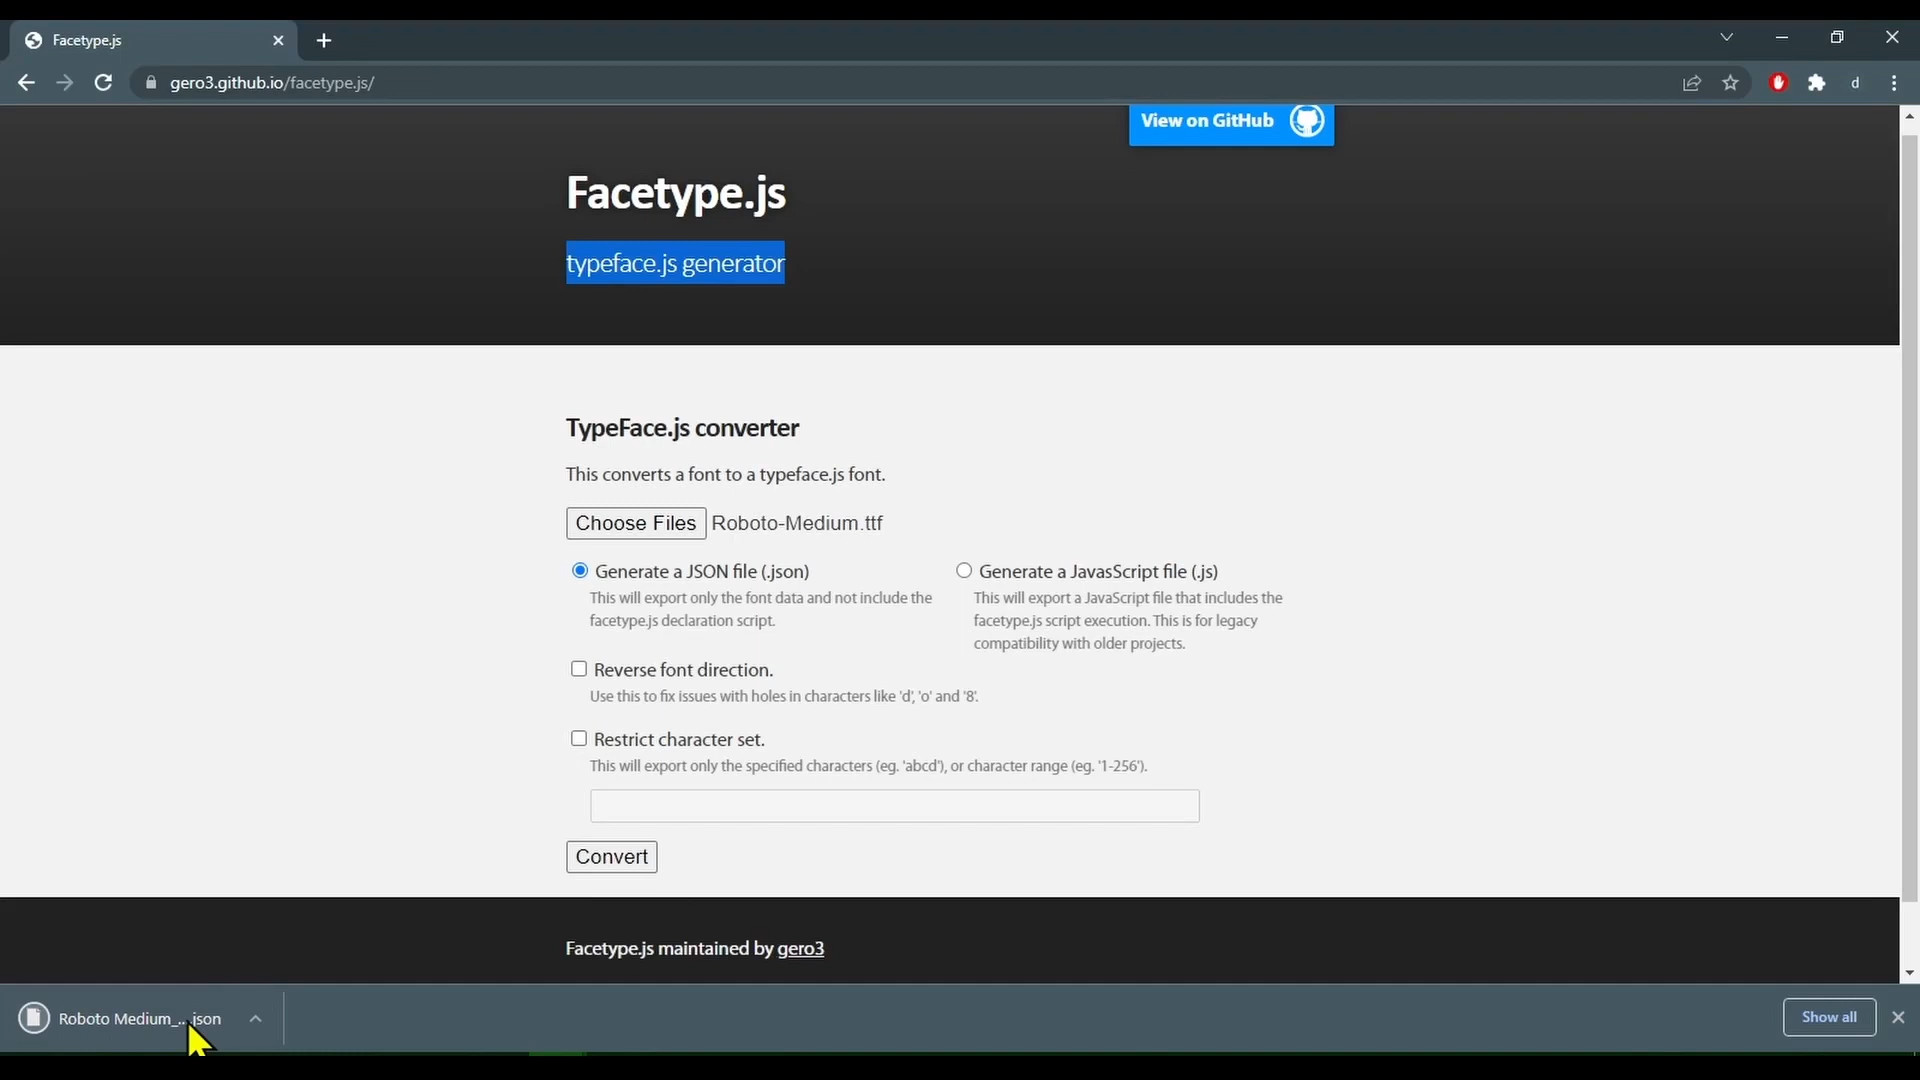 Facetype.js
gero3.github.io/facetype.js/
d
View on GitHub
Facetype.js
typeface.js generator
TypeFace.js converter
This converts a font to a typeface.js font.
Choose Files Roboto-Medium.ttf
Generate a JSON file (.json)
This will export only the font data and not include the
facetype.js declaration script.
Generate a JavasScript file (.js)
This will export a JavaScript file that includes the
facetype.js script execution. This is for legacy
compatibility with older projects.
Reverse font direction.
Use this to fix issues with holes in characters like 'd', 'o' and '8'.
Restrict character set.
This will export only the specified characters (eg. 'abcd'), or character range (eg. '1-256').
Convert
Facetype.js maintained by gero3
Roboto Medium_....json
Show all